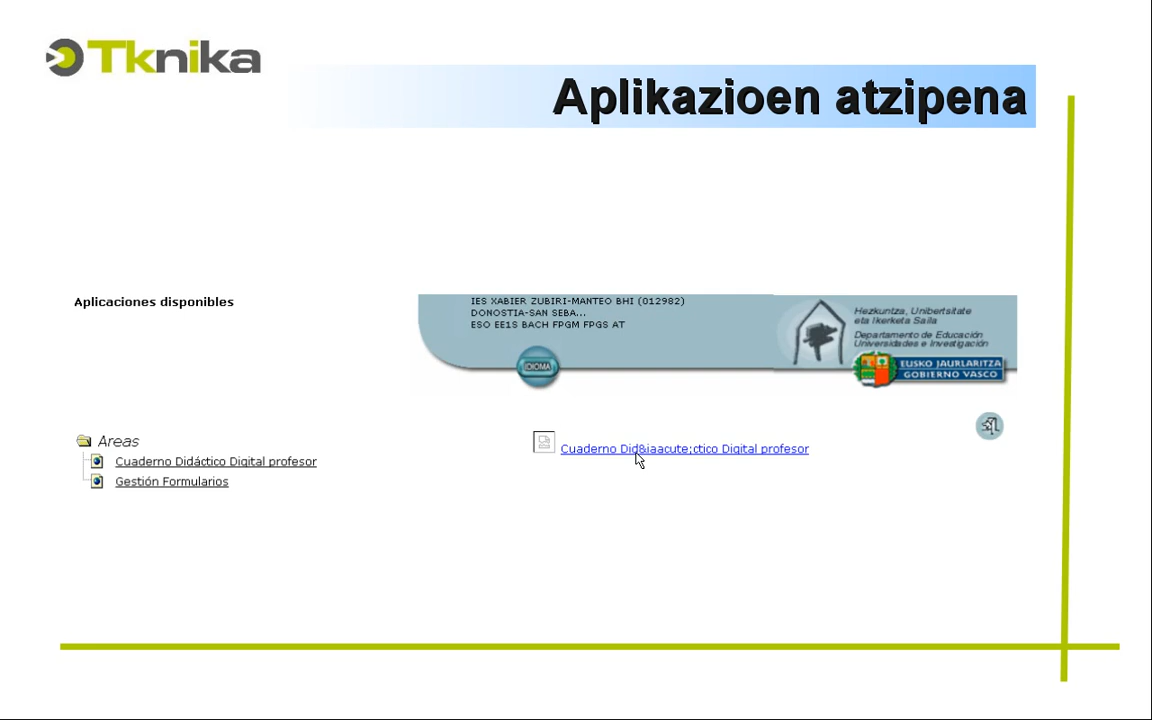 Tknika
Aplikazioen atzipena
Aplicaciones disponibles
IES XABIER ZUBIRI-MANTEO BHI (012982)
DONOSTIA-SAN SEBA...
ESO EE1S BACH FPGM FPGS AT
IDIOMA
Hezkuntza, Unibertsitate
eta Ikerketa Saila
Departamento de Educación
Universidades e Investigación
EUSKO JAURLARITZA
GOBIERNO VASCO
Areas
Cuaderno Didáctico Digital profesor
Gestión Formularios
Cuaderno Did&iaacute;ctico Digital profesor